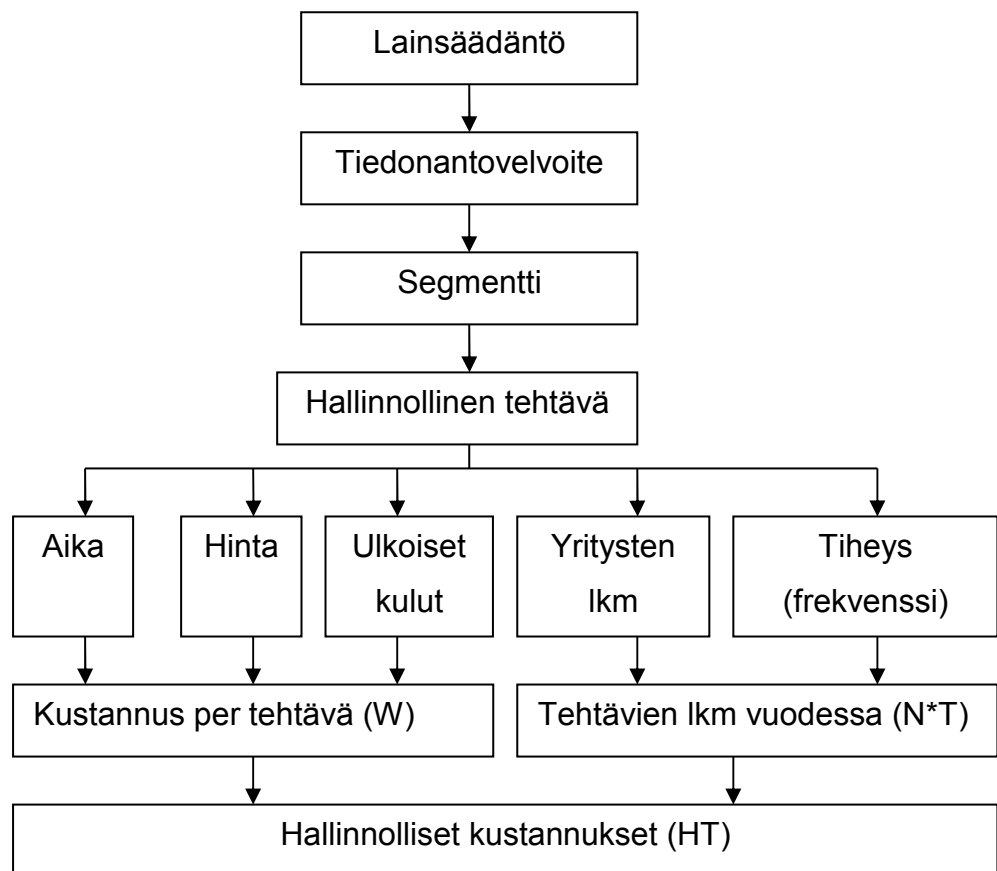 Lainsäädäntö
Tiedonantovelvoite
Segmentti
Hallinnollinen tehtävä
Aika
Hinta
Ulkoiset
kulut
Yritysten
lkm
Tiheys
(frekvenssi)
Kustannus per tehtävä (W)
Tehtävien lkm vuodessa (N*T)
Hallinnolliset kustannukset (HT)